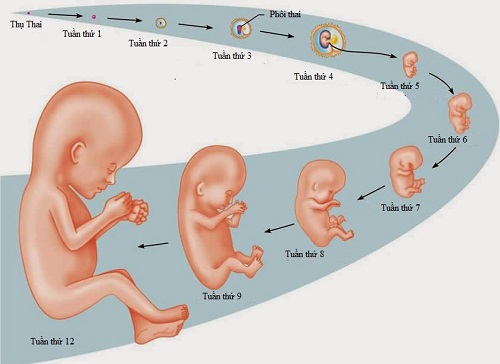 Thụ Thai
Tuần thứ 1
Tuần thứ 2
Tuần thứ 3
Phôi thai
Tuần thứ 4
Tuần thứ 5
Tuần thứ 6
Tuần thứ 7
Tuần thứ 8
Tuần thứ 9
Tuần thứ 12